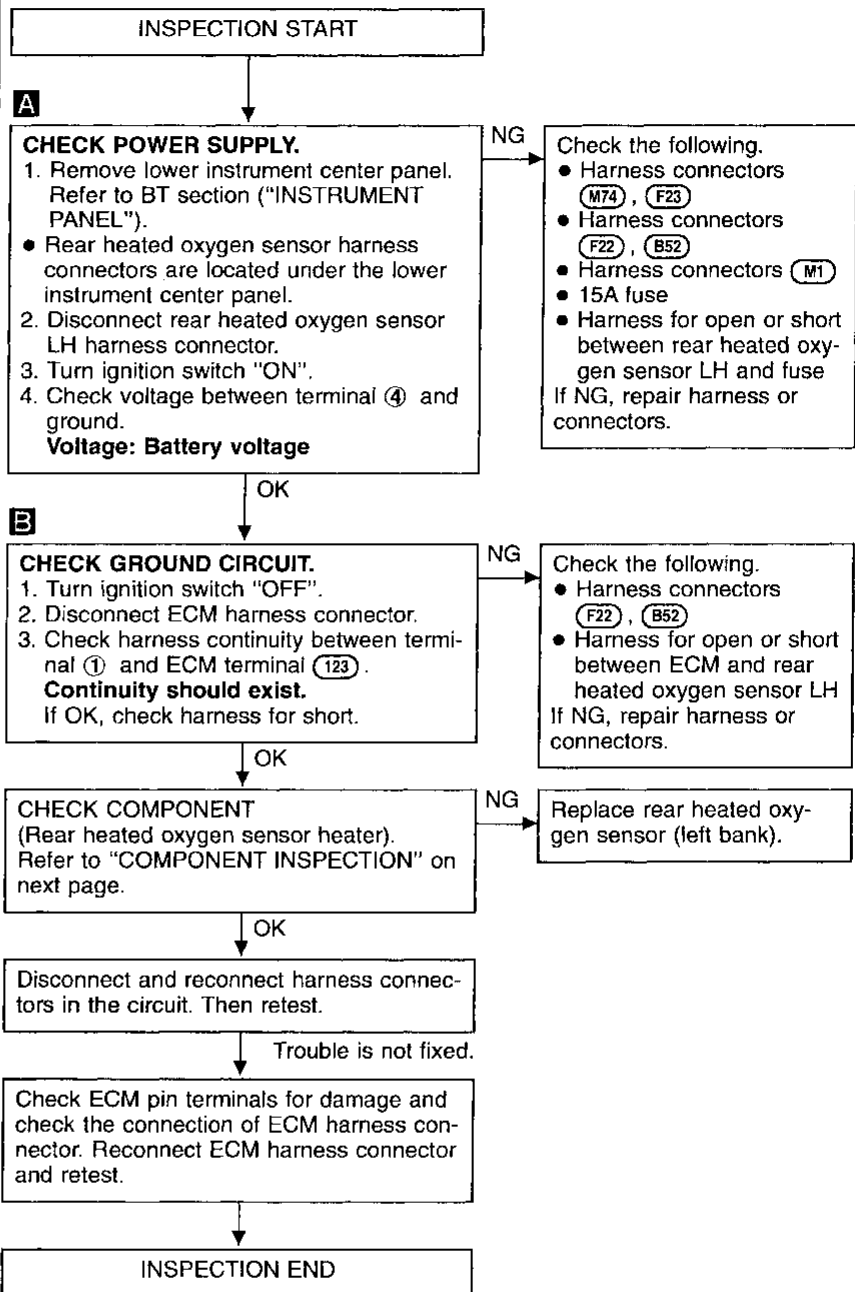 INSPECTION START
A
CHECK POWER SUPPLY.
1. Remove lower instrument center panel.
Refer to BT section ("INSTRUMENT
PANEL").
● Rear heated oxygen sensor harness
connectors are located under the lower
instrument center panel.
2. Disconnect rear heated oxygen sensor
LH harness connector.
3. Turn ignition switch "ON".
4. Check voltage between terminal ④ and
ground.
Voltage: Battery voltage
NG
Check the following.
● Harness connectors
M74 , F23
● Harness connectors
F22 , B52
● Harness connectors M1
● 15A fuse
● Harness for open or short
between rear heated oxy-
gen sensor LH and fuse
If NG, repair harness or
connectors.
OK
B
CHECK GROUND CIRCUIT.
1. Turn ignition switch "OFF".
2. Disconnect ECM harness connector.
3. Check harness continuity between termi-
nal ① and ECM terminal 123 .
Continuity should exist.
If OK, check harness for short.
NG
Check the following.
● Harness connectors
F22 , B52
● Harness for open or short
between ECM and rear
heated oxygen sensor LH
If NG, repair harness or
connectors.
OK
CHECK COMPONENT
(Rear heated oxygen sensor heater).
Refer to "COMPONENT INSPECTION" on
next page.
NG
Replace rear heated oxy-
gen sensor (left bank).
OK
Disconnect and reconnect harness connec-
tors in the circuit. Then retest.
Trouble is not fixed.
Check ECM pin terminals for damage and
check the connection of ECM harness con-
nector. Reconnect ECM harness connector
and retest.
INSPECTION END